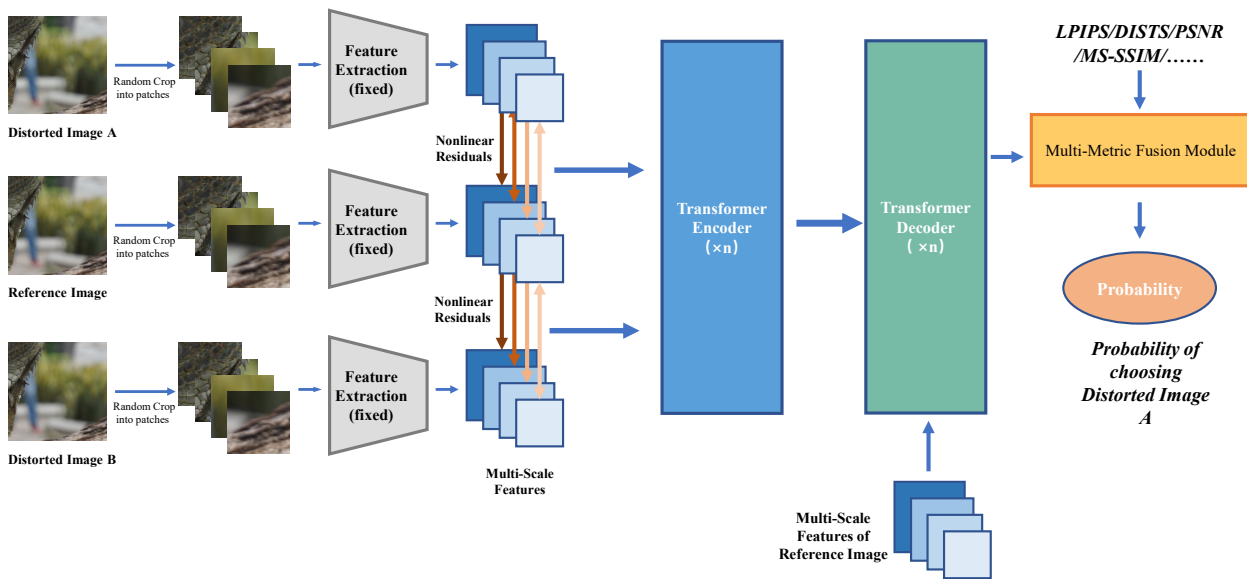 Random Crop
into patches
Distorted Image A
Feature
Extraction
(fixed)
Nonlinear
Residuals
Random Crop
into patches
Reference Image
Feature
Extraction
(fixed)
Nonlinear
Residuals
Random Crop
into patches
Distorted Image B
Feature
Extraction
(fixed)
Multi-Scale
Features
Transformer
Encoder
(×n)
Transformer
Decoder
( ×n)
Multi-Scale
Features of
Reference Image
LPIPS/DISTS/PSNR
/MS-SSIM/……
Multi-Metric Fusion Module
Probability
Probability of
choosing
Distorted Image
A